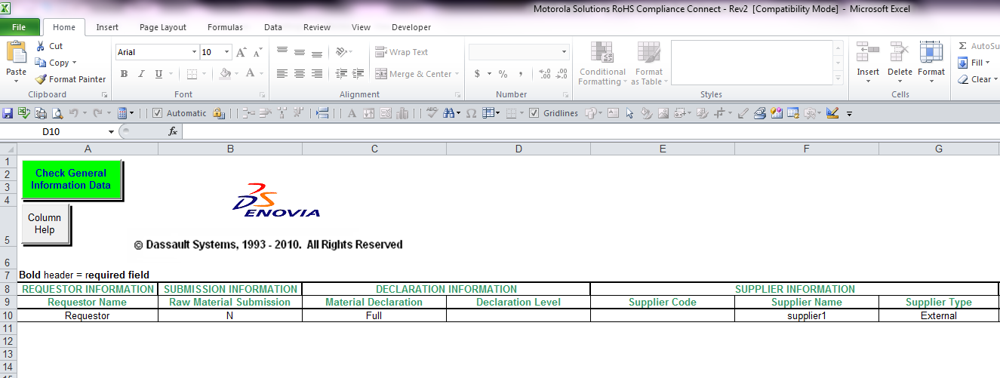 Motorola Solutions RoHS Compliance Connect - Rev2 [Compatibility Mode] - Microsoft Excel
File Home Insert Page Layout Formulas Data Review View Developer
Paste
Cut
Copy
Format Painter
Clipboard
Arial 10
B I U A
Font
Wrap Text
Merge & Center
Alignment
$ % ,
Number
Conditional Formatting
Format as Table
Styles
Insert Delete Format
Cells
Σ AutoSu
Fill
Clear
Automatic Gridlines
D10 fx
A B C D E F G
1
2
3
4
5
6
7
8
9
10
11
12
13
14
Check General
Information Data
Column
Help
DS
ENOVIA
© Dassault Systems, 1993 - 2010. All Rights Reserved
Bold header = required field
REQUESTOR INFORMATION SUBMISSION INFORMATION DECLARATION INFORMATION SUPPLIER INFORMATION
Requestor Name Raw Material Submission Material Declaration Declaration Level Supplier Code Supplier Name Supplier Type
Requestor N Full supplier1 External